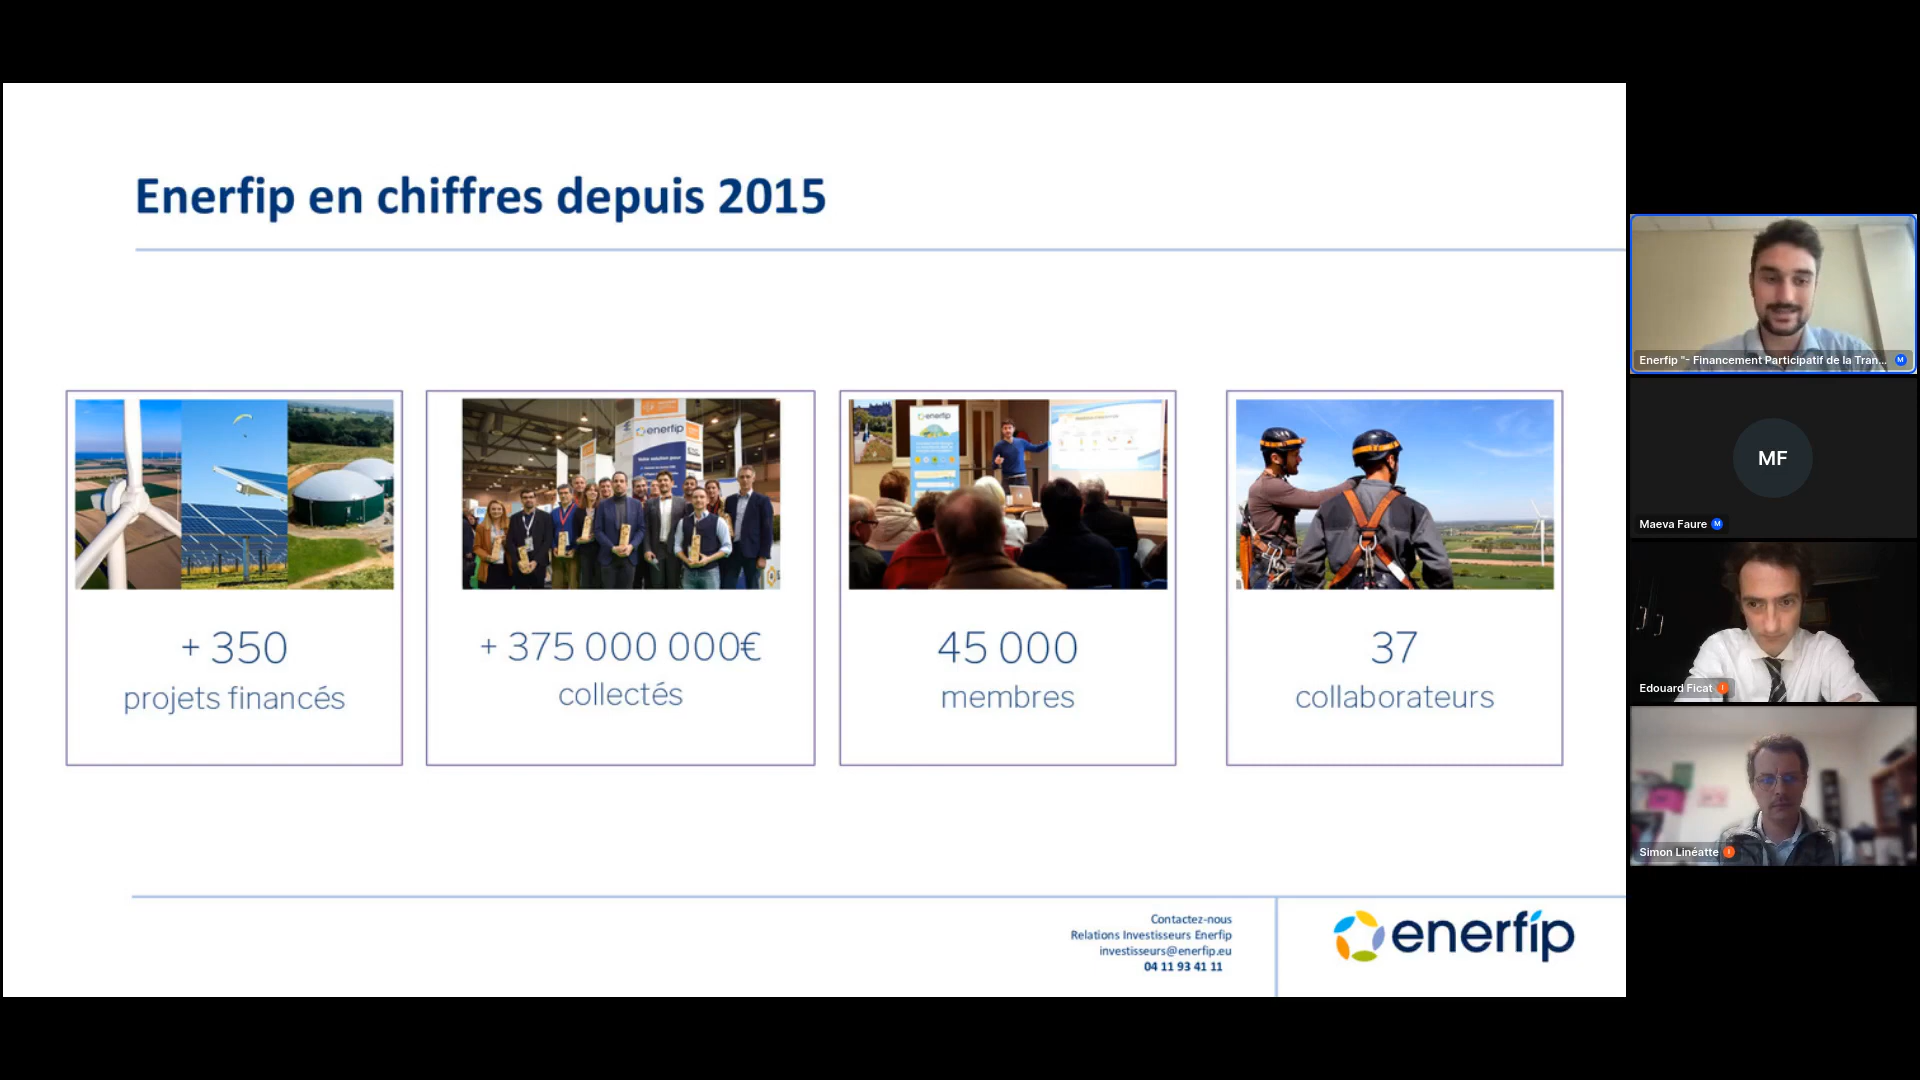 Enerfip en chiffres depuis 2015
enerfip
enerfip
+ 350
projets financés
+ 375 000 000€
collectés
45 000
membres
37
collaborateurs
Contactez-nous
Relations Investisseurs Enerfip
investisseurs@enerfip.eu
04 11 93 41 11
enerfip
Enerfip "- Financement Participatif de la Tran...
M
MF
Maeva Faure
M
Edouard Ficat
I
Simon Linéatte
I